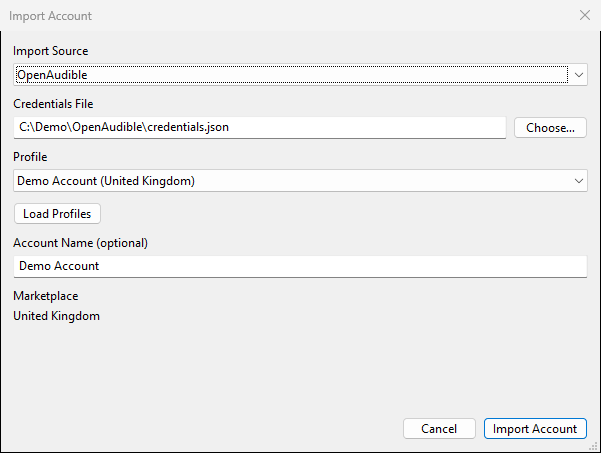 Import Account
Import Source
OpenAudible
Credentials File
C:\Demo\OpenAudible\credentials.json
Choose...
Profile
Demo Account (United Kingdom)
Load Profiles
Account Name (optional)
Demo Account
Marketplace
United Kingdom
Cancel
Import Account